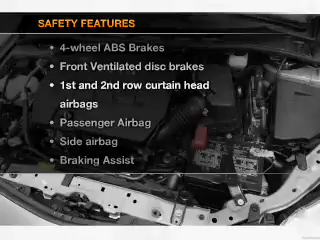 SAFETY FEATURES
• 4-wheel ABS Brakes
• Front Ventilated disc brakes
• 1st and 2nd row curtain head
airbags
• Passenger Airbag
• Side airbag
• Braking Assist